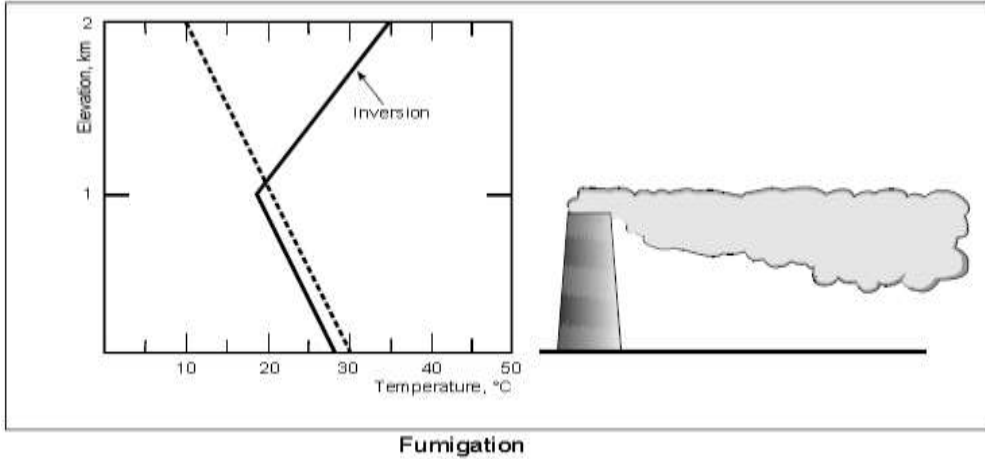 2
Elevation, km
Inversion
1
10 20 30 40 50
Temperature, °C
Fumigation